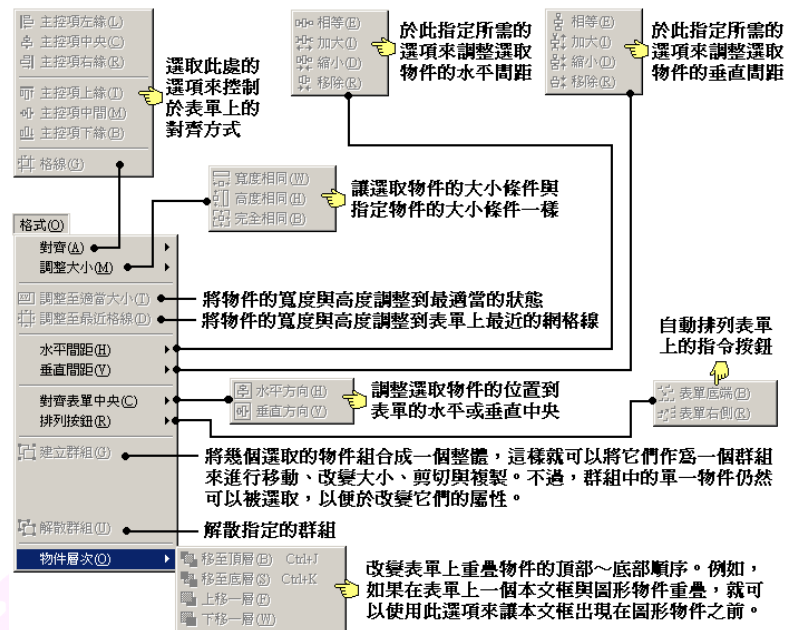 主控項左緣(L)
主控項中央(C)
主控項右緣(R)
主控項上緣(T)
主控項中間(M)
主控項下緣(B)
格線(G)
選取此處的
選項來控制
於表單上的
對齊方式
相等(E)
加大(I)
縮小(D)
移除(R)
於此指定所需的
選項來調整選取
物件的水平間距
相等(E)
加大(I)
縮小(D)
移除(R)
於此指定所需的
選項來調整選取
物件的垂直間距
寬度相同(W)
高度相同(H)
完全相同(B)
讓選取物件的大小條件與
指定物件的大小條件一樣
格式(O)
對齊(A)
調整大小(M)
調整至適當大小(I)
將物件的寬度與高度調整到最適當的狀態
調整至最近格線(D)
將物件的寬度與高度調整到表單上最近的網格線
水平間距(H)
垂直間距(V)
自動排列表單
上的指令按鈕
對齊表單中央(C)
排列按鈕(R)
水平方向(H)
垂直方向(V)
調整選取物件的位置到
表單的水平或垂直中央
表單底端(B)
表單右側(R)
建立群組(G)
將幾個選取的物件組合成一個整體，這樣就可以將它們作為一個群組
來進行移動、改變大小、剪切與複製。不過，群組中的單一物件仍然
可以被選取，以便於改變它們的屬性。
解散群組(U)
解散指定的群組
物件層次(O)
移至頂層(B) Ctrl+J
移至底層(S) Ctrl+K
上移一層(F)
下移一層(W)
改變表單上重疊物件的頂部～底部順序。例如，
如果在表單上一個本文框與圖形物件重疊，就可
以使用此選項來讓本文框出現在圖形物件之前。